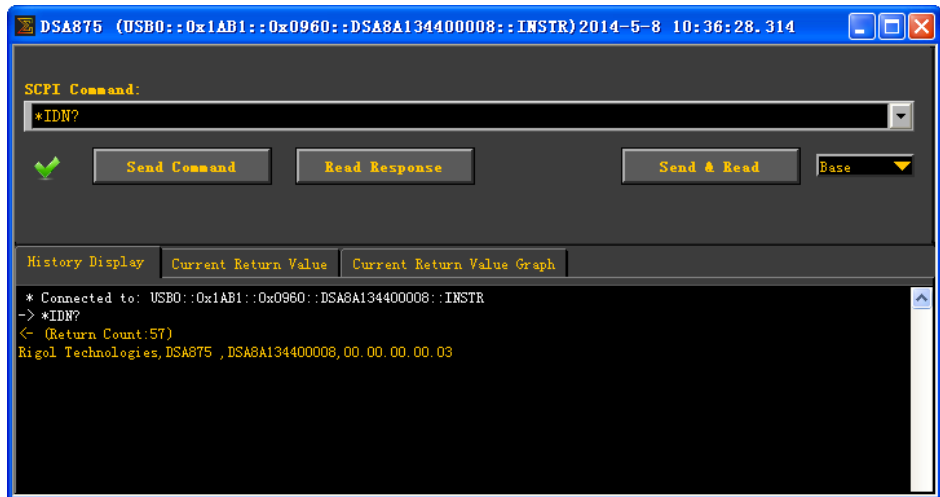 DSA875 (USB0::0x1AB1::0x0960::DSA8A134400008::INSTR)2014-5-8 10:36:28.314
SCPI Command:
*IDN?
Send Command Read Response Send & Read Base
History Display Current Return Value Current Return Value Graph
* Connected to: USB0::0x1AB1::0x0960::DSA8A134400008::INSTR
-> *IDN?
<- (Return Count:57)
Rigol Technologies,DSA875 ,DSA8A134400008,00.00.00.00.03